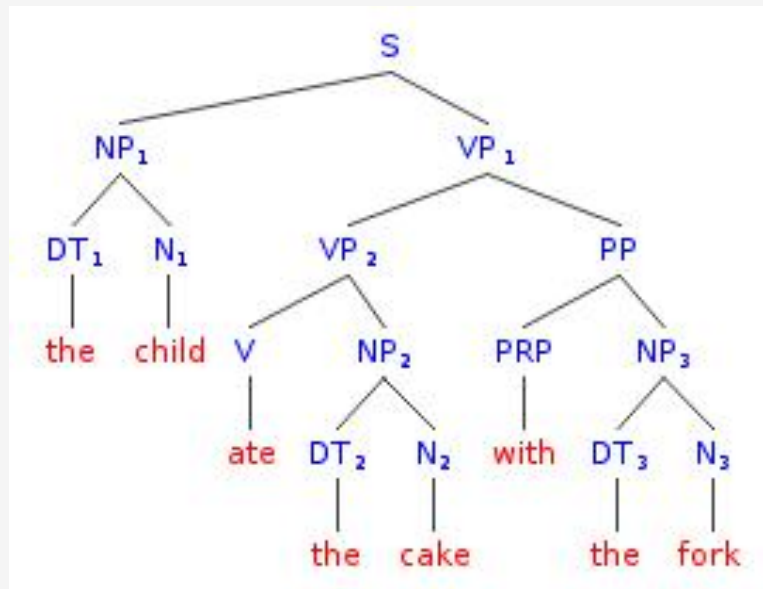 S
NP₁ VP₁
DT₁ N₁ VP₂ PP
the child V NP₂ PRP NP₃
ate DT₂ N₂ with DT₃ N₃
the cake the fork